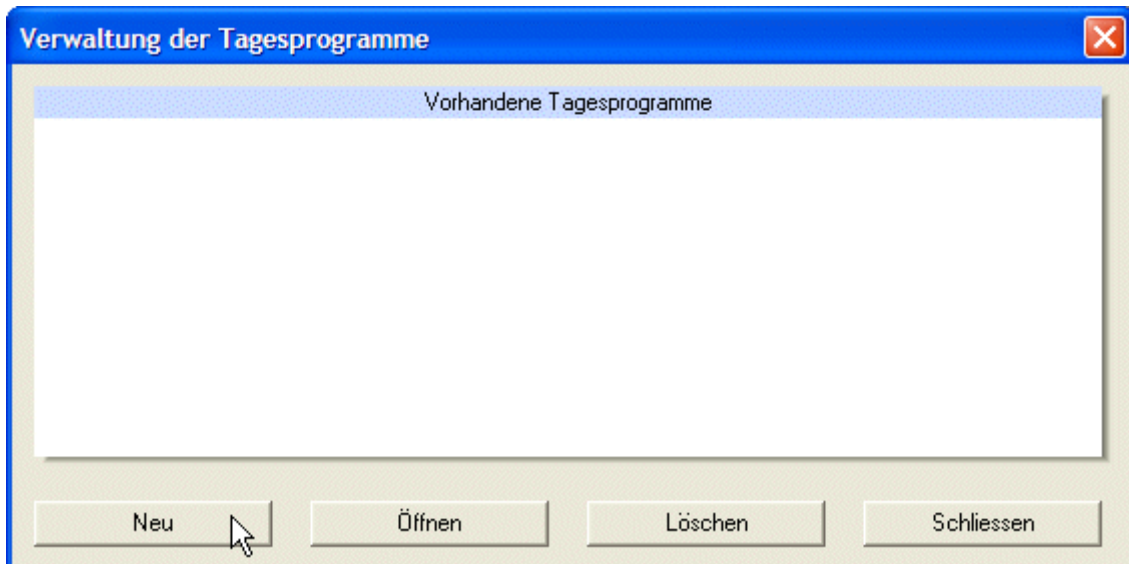 Verwaltung der Tagesprogramme
Vorhandene Tagesprogramme
Neu Öffnen Löschen Schliessen